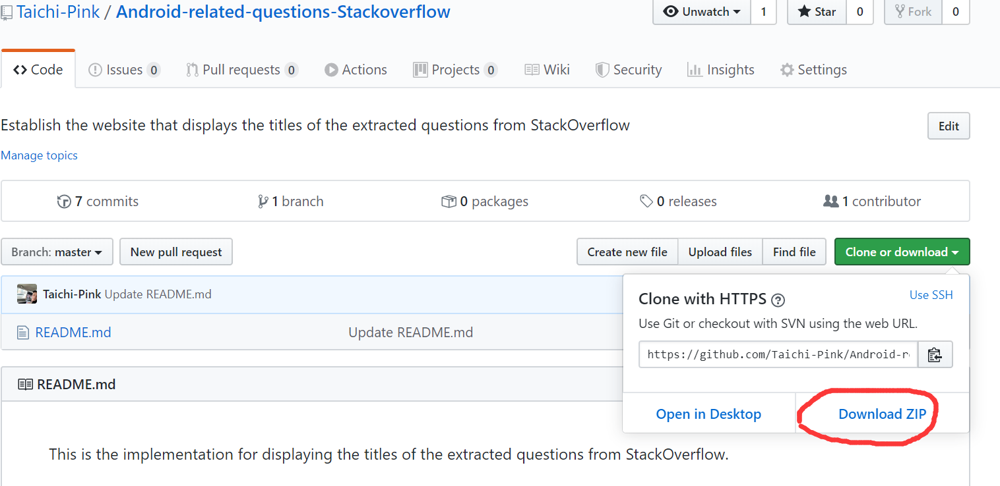 Taichi-Pink / Android-related-questions-Stackoverflow
Unwatch 1 Star 0 Fork 0
Code Issues 0 Pull requests 0 Actions Projects 0 Wiki Security Insights Settings
Establish the website that displays the titles of the extracted questions from StackOverflow
Edit
Manage topics
7 commits 1 branch 0 packages 0 releases 1 contributor
Branch: master New pull request Create new file Upload files Find file Clone or download
Taichi-Pink Update README.md
README.md Update README.md
Clone with HTTPS ? Use SSH
Use Git or checkout with SVN using the web URL.
https://github.com/Taichi-Pink/Android-r
Open in Desktop Download ZIP
README.md
This is the implementation for displaying the titles of the extracted questions from StackOverflow.